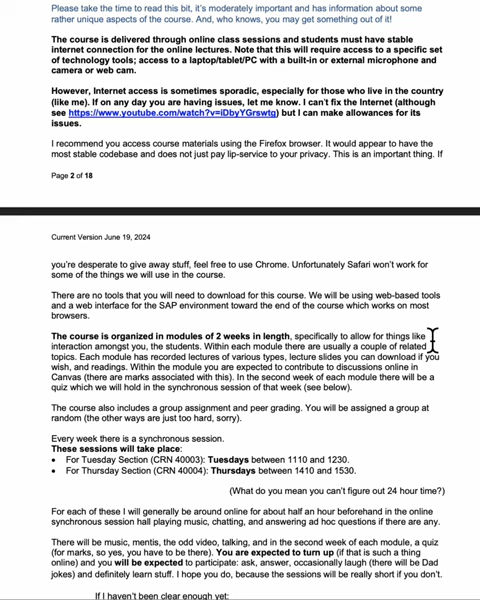 Please take the time to read this bit, it's moderately important and has information about some
rather unique aspects of the course. And, who knows, you may get something out of it!
The course is delivered through online class sessions and students must have stable
internet connection for the online lectures. Note that this will require access to a specific set
of technology tools; access to a laptop/tablet/PC with a built-in or external microphone and
camera or web cam.
However, Internet access is sometimes sporadic, especially for those who live in the country
(like me). If on any day you are having issues, let me know. I can't fix the Internet (although
see https://www.youtube.com/watch?v=iDbyYGrswtg) but I can make allowances for its
issues.
I recommend you access course materials using the Firefox browser. It would appear to have the
most stable codebase and does not just pay lip-service to your privacy. This is an important thing. If
Page 2 of 18
Current Version June 19, 2024
you're desperate to give away stuff, feel free to use Chrome. Unfortunately Safari won't work for
some of the things we will use in the course.
There are no tools that you will need to download for this course. We will be using web-based tools
and a web interface for the SAP environment toward the end of the course which works on most
browsers.
The course is organized in modules of 2 weeks in length, specifically to allow for things like
interaction amongst you, the students. Within each module there are usually a couple of related
topics. Each module has recorded lectures of various types, lecture slides you can download if you
wish, and readings. Within the module you are expected to contribute to discussions online in
Canvas (there are marks associated with this). In the second week of each module there will be a
quiz which we will hold in the synchronous session of that week (see below).
The course also includes a group assignment and peer grading. You will be assigned a group at
random (the other ways are just too hard, sorry).
Every week there is a synchronous session.
These sessions will take place:
• For Tuesday Section (CRN 40003): Tuesdays between 1110 and 1230.
• For Thursday Section (CRN 40004): Thursdays between 1410 and 1530.
(What do you mean you can't figure out 24 hour time?)
For each of these I will generally be around online for about half an hour beforehand in the online
synchronous session hall playing music, chatting, and answering ad hoc questions if there are any.
There will be music, mentis, the odd video, talking, and in the second week of each module, a quiz
(for marks, so yes, you have to be there). You are expected to turn up (if that is such a thing
online) and you will be expected to participate: ask, answer, occasionally laugh (there will be Dad
jokes) and definitely learn stuff. I hope you do, because the sessions will be really short if you don't.
If I haven't been clear enough yet: